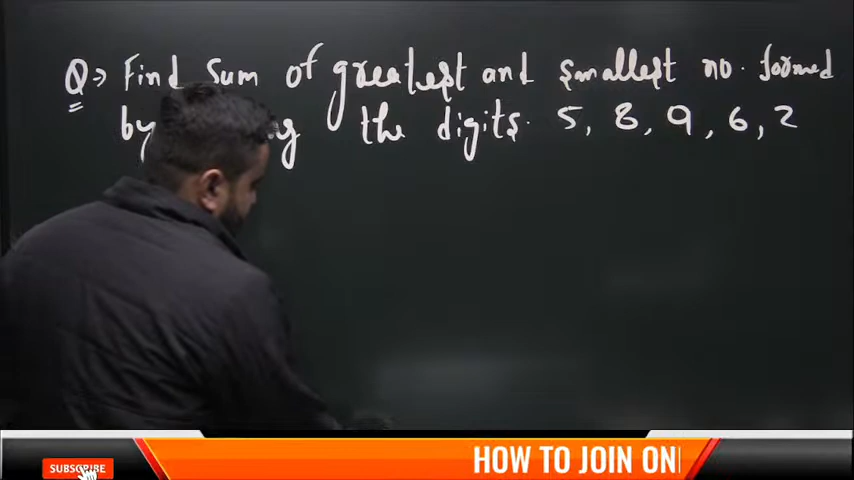 Q⇒ Find Sum of greatest and smallest no. formed
by the digits. 5, 8, 9, 6, 2
SUBSCRIBE
HOW TO JOIN ON